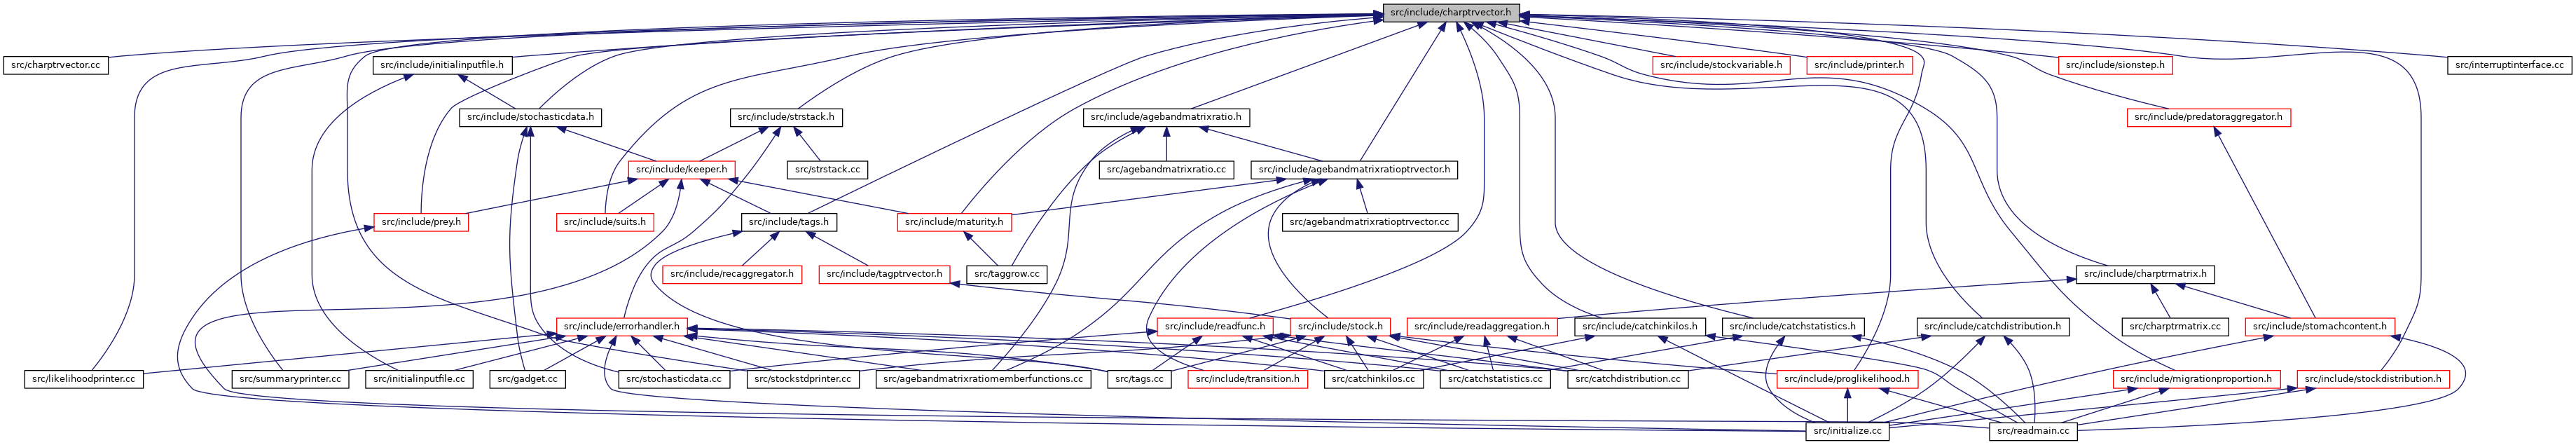 src/include/charptrvector.h
src/charptrvector.cc
src/include/initialinputfile.h
src/include/stockvariable.h
src/include/printer.h
src/include/sionstep.h
src/interruptinterface.cc
src/include/stochasticdata.h
src/include/strstack.h
src/include/agebandmatrixratio.h
src/include/predatoraggregator.h
src/include/keeper.h
src/strstack.cc
src/agebandmatrixratio.cc
src/include/agebandmatrixratioptrvector.h
src/include/prey.h
src/include/suits.h
src/include/tags.h
src/include/maturity.h
src/agebandmatrixratioptrvector.cc
src/include/recaggregator.h
src/include/tagptrvector.h
src/taggrow.cc
src/include/charptrmatrix.h
src/include/errorhandler.h
src/include/readfunc.h
src/include/stock.h
src/include/readaggregation.h
src/include/catchinkilos.h
src/include/catchstatistics.h
src/include/catchdistribution.h
src/charptrmatrix.cc
src/include/stomachcontent.h
src/likelihoodprinter.cc
src/summaryprinter.cc
src/initialinputfile.cc
src/gadget.cc
src/stochasticdata.cc
src/stockstdprinter.cc
src/agebandmatrixratiomemberfunctions.cc
src/tags.cc
src/include/transition.h
src/catchinkilos.cc
src/catchstatistics.cc
src/catchdistribution.cc
src/include/proglikelihood.h
src/include/migrationproportion.h
src/include/stockdistribution.h
src/initialize.cc
src/readmain.cc